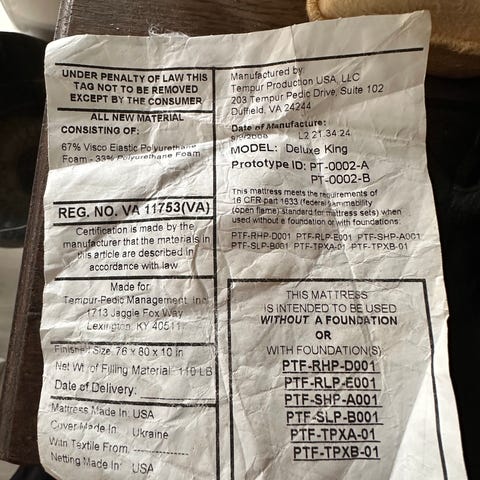 UNDER PENALTY OF LAW THIS
TAG NOT TO BE REMOVED
EXCEPT BY THE CONSUMER
ALL NEW MATERIAL
CONSISTING OF:
67% Visco Elastic Polyurethane
Foam - 33% Polyurethane Foam
REG. NO. VA 11753(VA)
Certification is made by the
manufacturer that the materials in
this article are described in
accordance with law
Made for
Tempur-Pedic Management, Inc.
1713 Jaggie Fox Way
Lexington, KY 40511
Finished Size: 76 x 80 x 10 in
Net Wt. of Filling Material: 110 LB
Date of Delivery:
Mattress Made In: USA
Cover Made In: Ukraine
With Textile From:
Netting Made In: USA
Manufactured by:
Tempur Production USA, LLC
203 Tempur Pedic Drive, Suite 102
Duffield, VA 24244
Date of Manufacture:
L2 21:34:24
MODEL: Deluxe King
Prototype ID: PT-0002-A
PT-0002-B
This mattress meets the requirements of
16 CFR part 1633 (federal flammability
(open flame) standard for mattress sets) when
used without a foundation or with foundations:
PTF-RHP-D001 PTF-RLP-E001 PTF-SHP-A001
PTF-SLP-B001 PTF-TPXA-01 PTF-TPXB-01
THIS MATTRESS
IS INTENDED TO BE USED
WITHOUT A FOUNDATION
OR
WITH FOUNDATION(S)
PTF-RHP-D001
PTF-RLP-E001
PTF-SHP-A001
PTF-SLP-B001
PTF-TPXA-01
PTF-TPXB-01